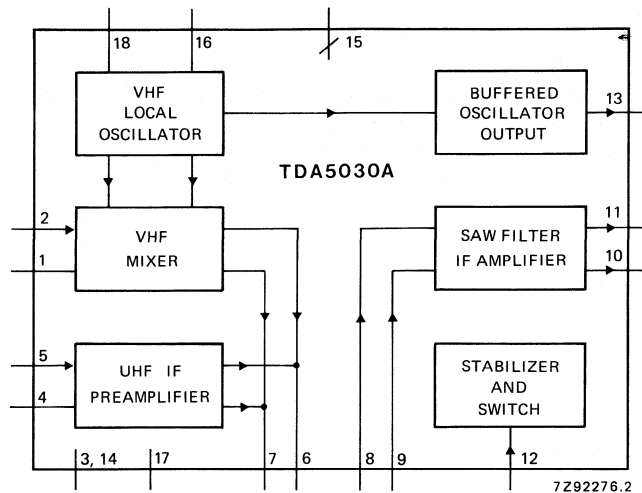 18
16
15
VHF
LOCAL
OSCILLATOR
BUFFERED
OSCILLATOR
OUTPUT
13
TDA5030A
2
1
VHF
MIXER
SAW FILTER
IF AMPLIFIER
11
10
5
4
UHF IF
PREAMPLIFIER
STABILIZER
AND
SWITCH
3, 14
17
7
6
8
9
12
7Z92276.2